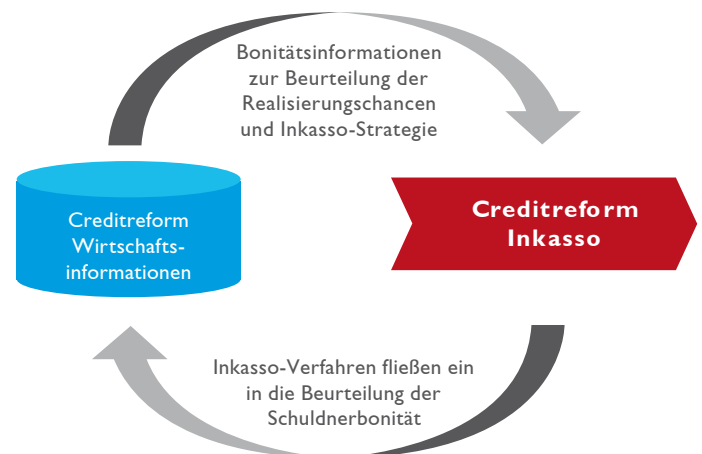 Bonitätsinformationen
zur Beurteilung der
Realisierungschancen
und Inkasso-Strategie
Creditreform
Wirtschafts-
informationen
Creditreform
Inkasso
Inkasso-Verfahren fließen ein
in die Beurteilung der
Schuldnerbonität